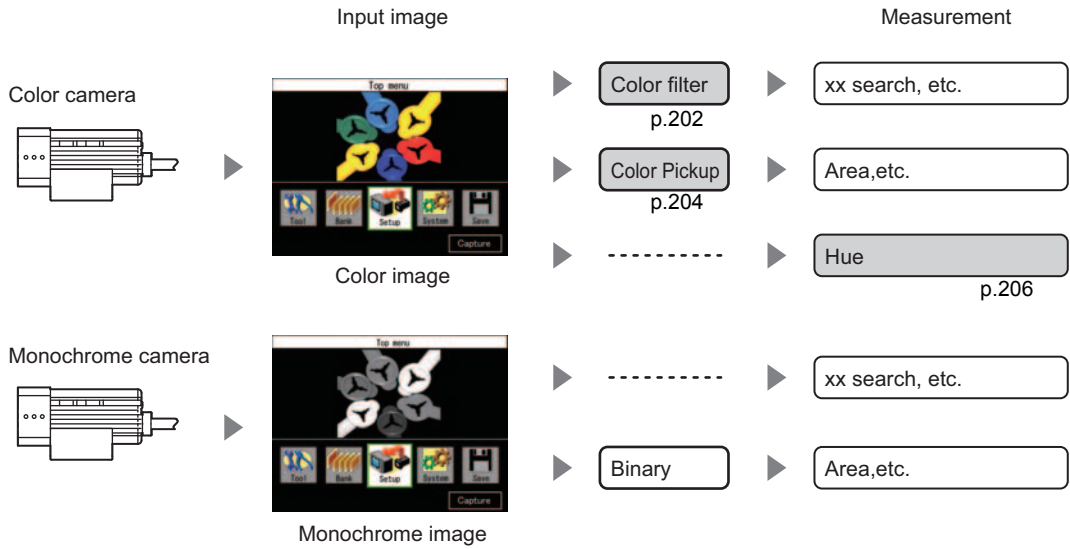 Input image
Measurement
Color camera
Top menu
Tool
Bank
Setup
System
Save
Capture
Color image
Color filter
p.202
xx search, etc.
Color Pickup
p.204
Area,etc.
Hue
p.206
Monochrome camera
Top menu
Tool
Bank
Setup
System
Save
Capture
Monochrome image
xx search, etc.
Binary
Area,etc.